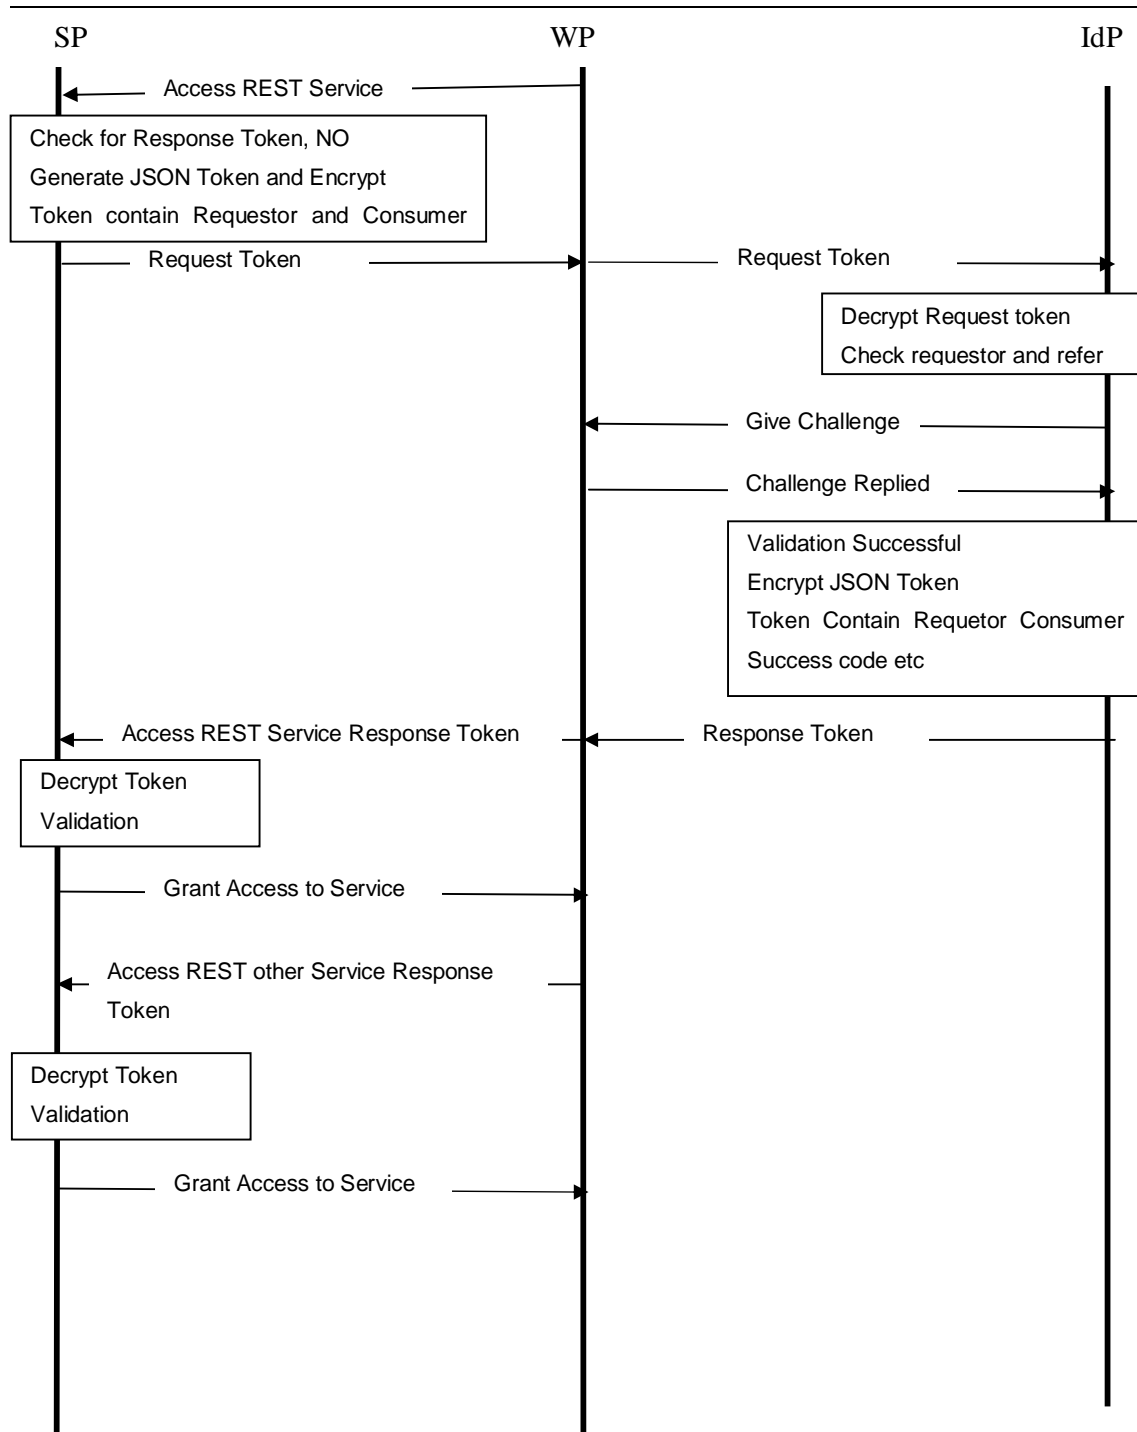 SP WP IdP
Access REST Service
Check for Response Token, NO
Generate JSON Token and Encrypt
Token contain Requestor and Consumer
Request Token
Request Token
Decrypt Request token
Check requestor and refer
Give Challenge
Challenge Replied
Validation Successful
Encrypt JSON Token
Token Contain Requetor Consumer
Success code etc
Access REST Service Response Token
Response Token
Decrypt Token
Validation
Grant Access to Service
Access REST other Service Response
Token
Decrypt Token
Validation
Grant Access to Service